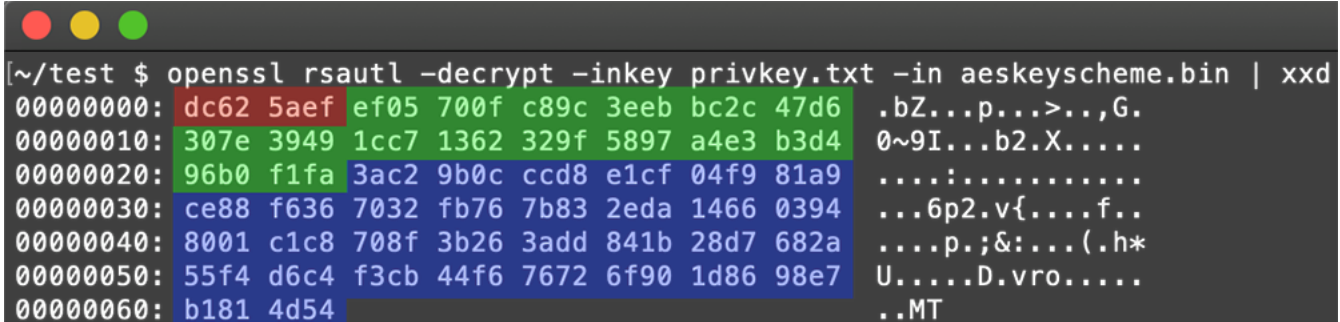 [~/test $ openssl rsautl -decrypt -inkey privkey.txt -in aeskeyscheme.bin | xxd
00000000: dc62 5aef ef05 700f c89c 3eeb bc2c 47d6 .bZ...p...>..,G.
00000010: 307e 3949 1cc7 1362 329f 5897 a4e3 b3d4 0~9I...b2.X.....
00000020: 96b0 f1fa 3ac2 9b0c ccd8 e1cf 04f9 81a9 ....:...........
00000030: ce88 f636 7032 fb76 7b83 2eda 1466 0394 ...6p2.v{....f..
00000040: 8001 c1c8 708f 3b26 3add 841b 28d7 682a ....p.;&:...(.h*
00000050: 55f4 d6c4 f3cb 44f6 7672 6f90 1d86 98e7 U.....D.vro.....
00000060: b181 4d54 ..MT